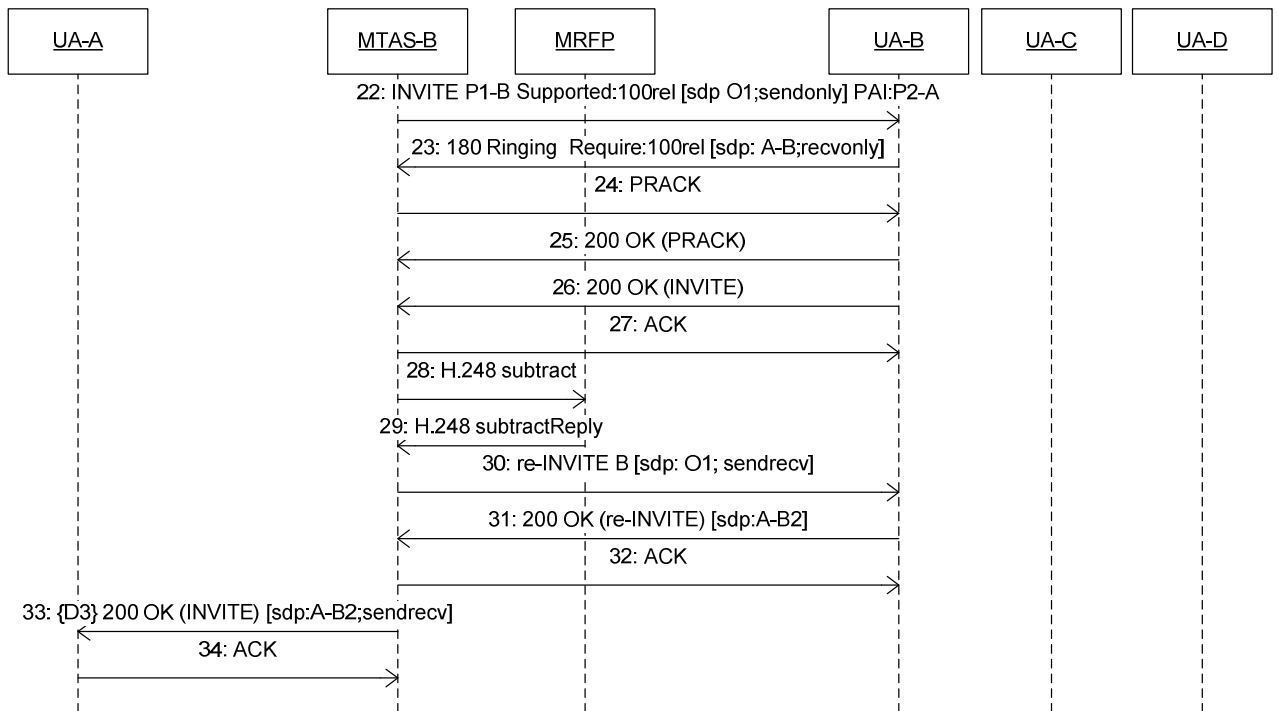 UA-A
MTAS-B
MRFP
UA-B
UA-C
UA-D
22: INVITE P1-B Supported:100rel [sdp O1;sendonly] PAI:P2-A
23: 180 Ringing Require:100rel [sdp: A-B;recvonly]
24: PRACK
25: 200 OK (PRACK)
26: 200 OK (INVITE)
27: ACK
28: H.248 subtract
29: H.248 subtractReply
30: re-INVITE B [sdp: O1; sendrecv]
31: 200 OK (re-INVITE) [sdp:A-B2]
32: ACK
33: {D3} 200 OK (INVITE) [sdp:A-B2;sendrecv]
34: ACK